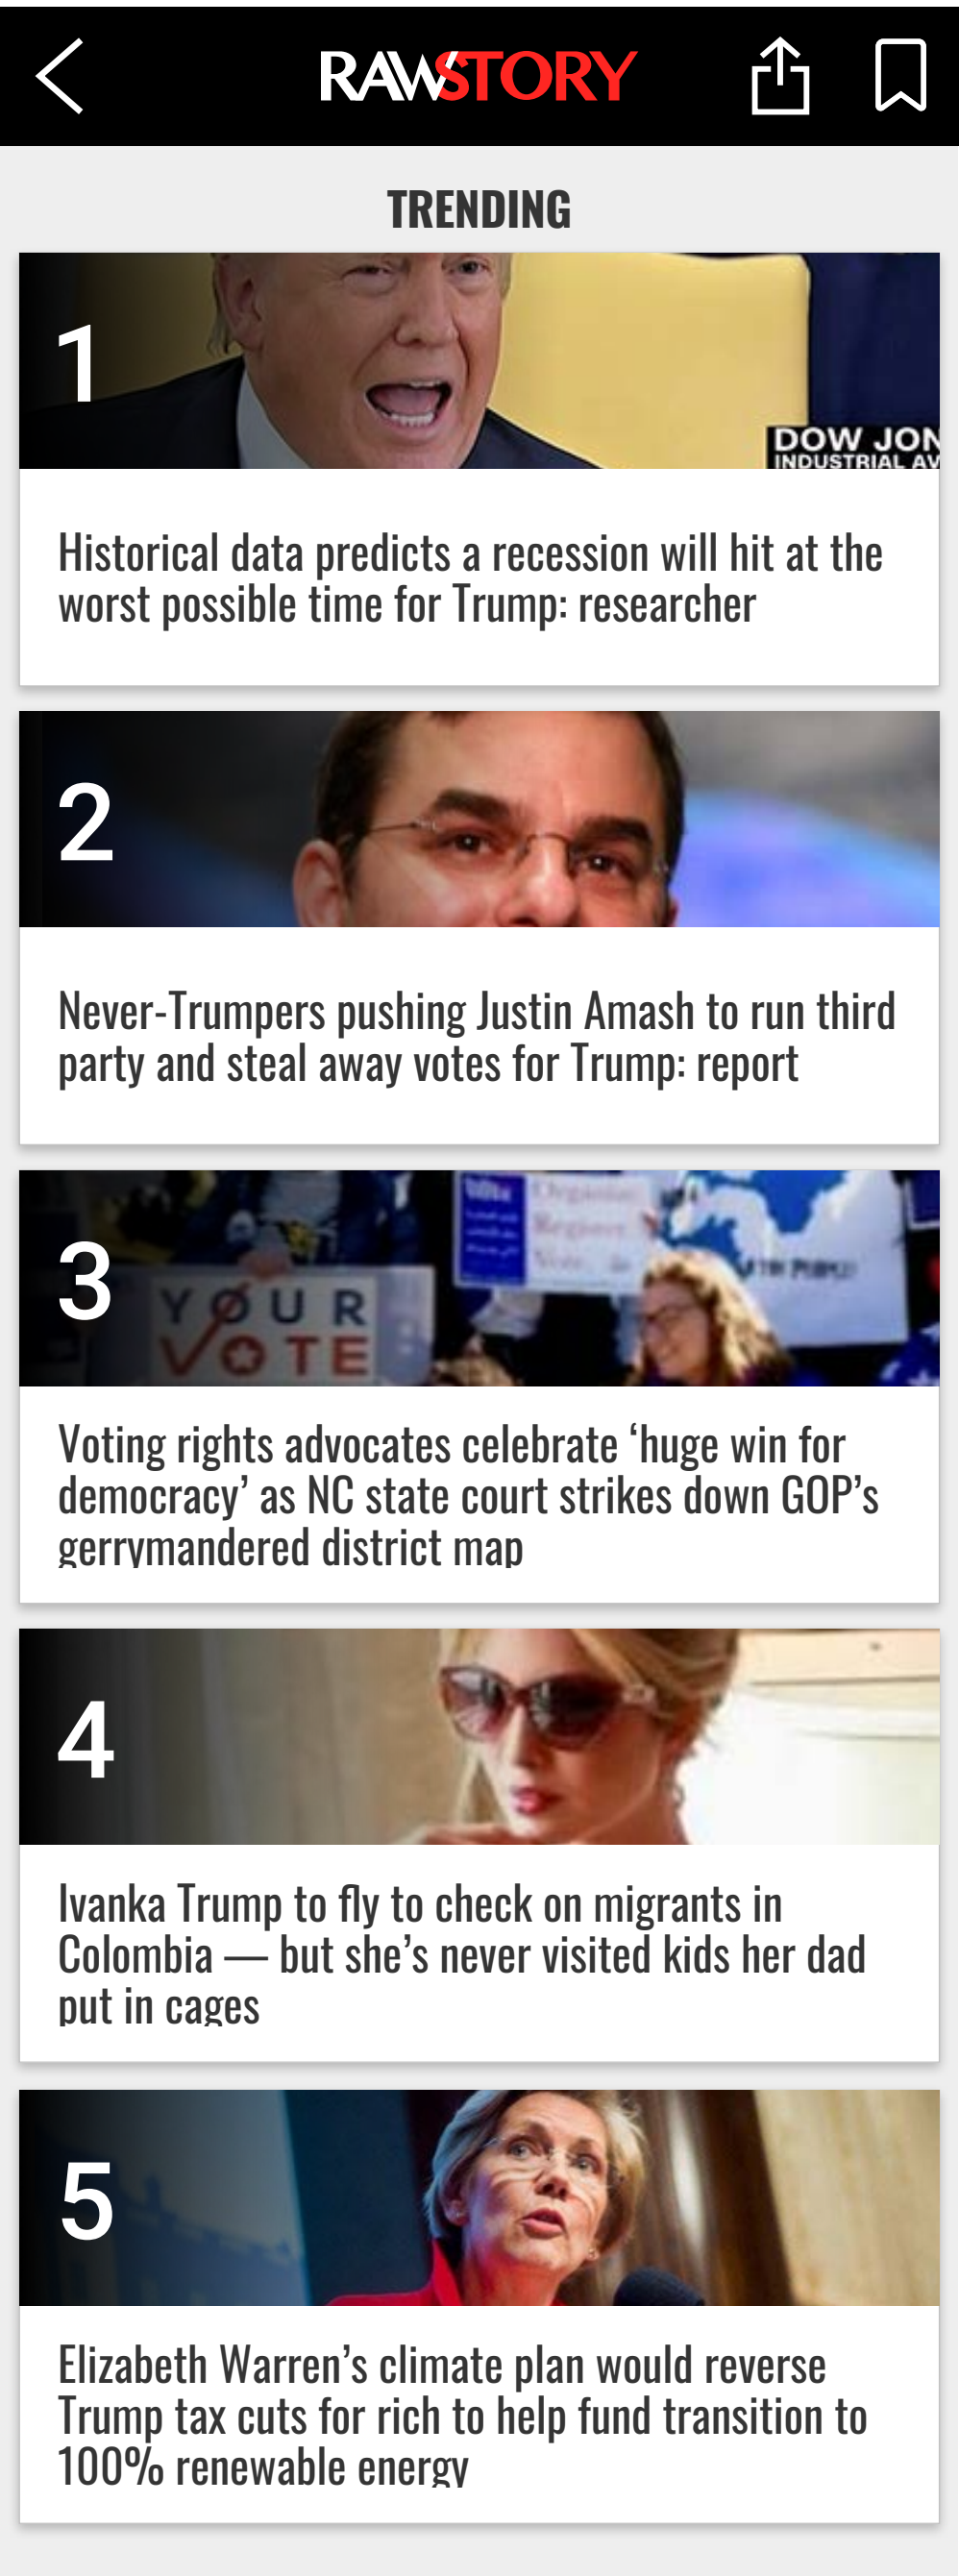 RAWSTORY
TRENDING
1
DOW JON
INDUSTRIAL AV
Historical data predicts a recession will hit at the
worst possible time for Trump: researcher
2
Never-Trumpers pushing Justin Amash to run third
party and steal away votes for Trump: report
3
YOUR
VOTE
Voting rights advocates celebrate ‘huge win for
democracy’ as NC state court strikes down GOP’s
gerrymandered district map
4
Ivanka Trump to fly to check on migrants in
Colombia — but she’s never visited kids her dad
put in cages
5
Elizabeth Warren’s climate plan would reverse
Trump tax cuts for rich to help fund transition to
100% renewable energy